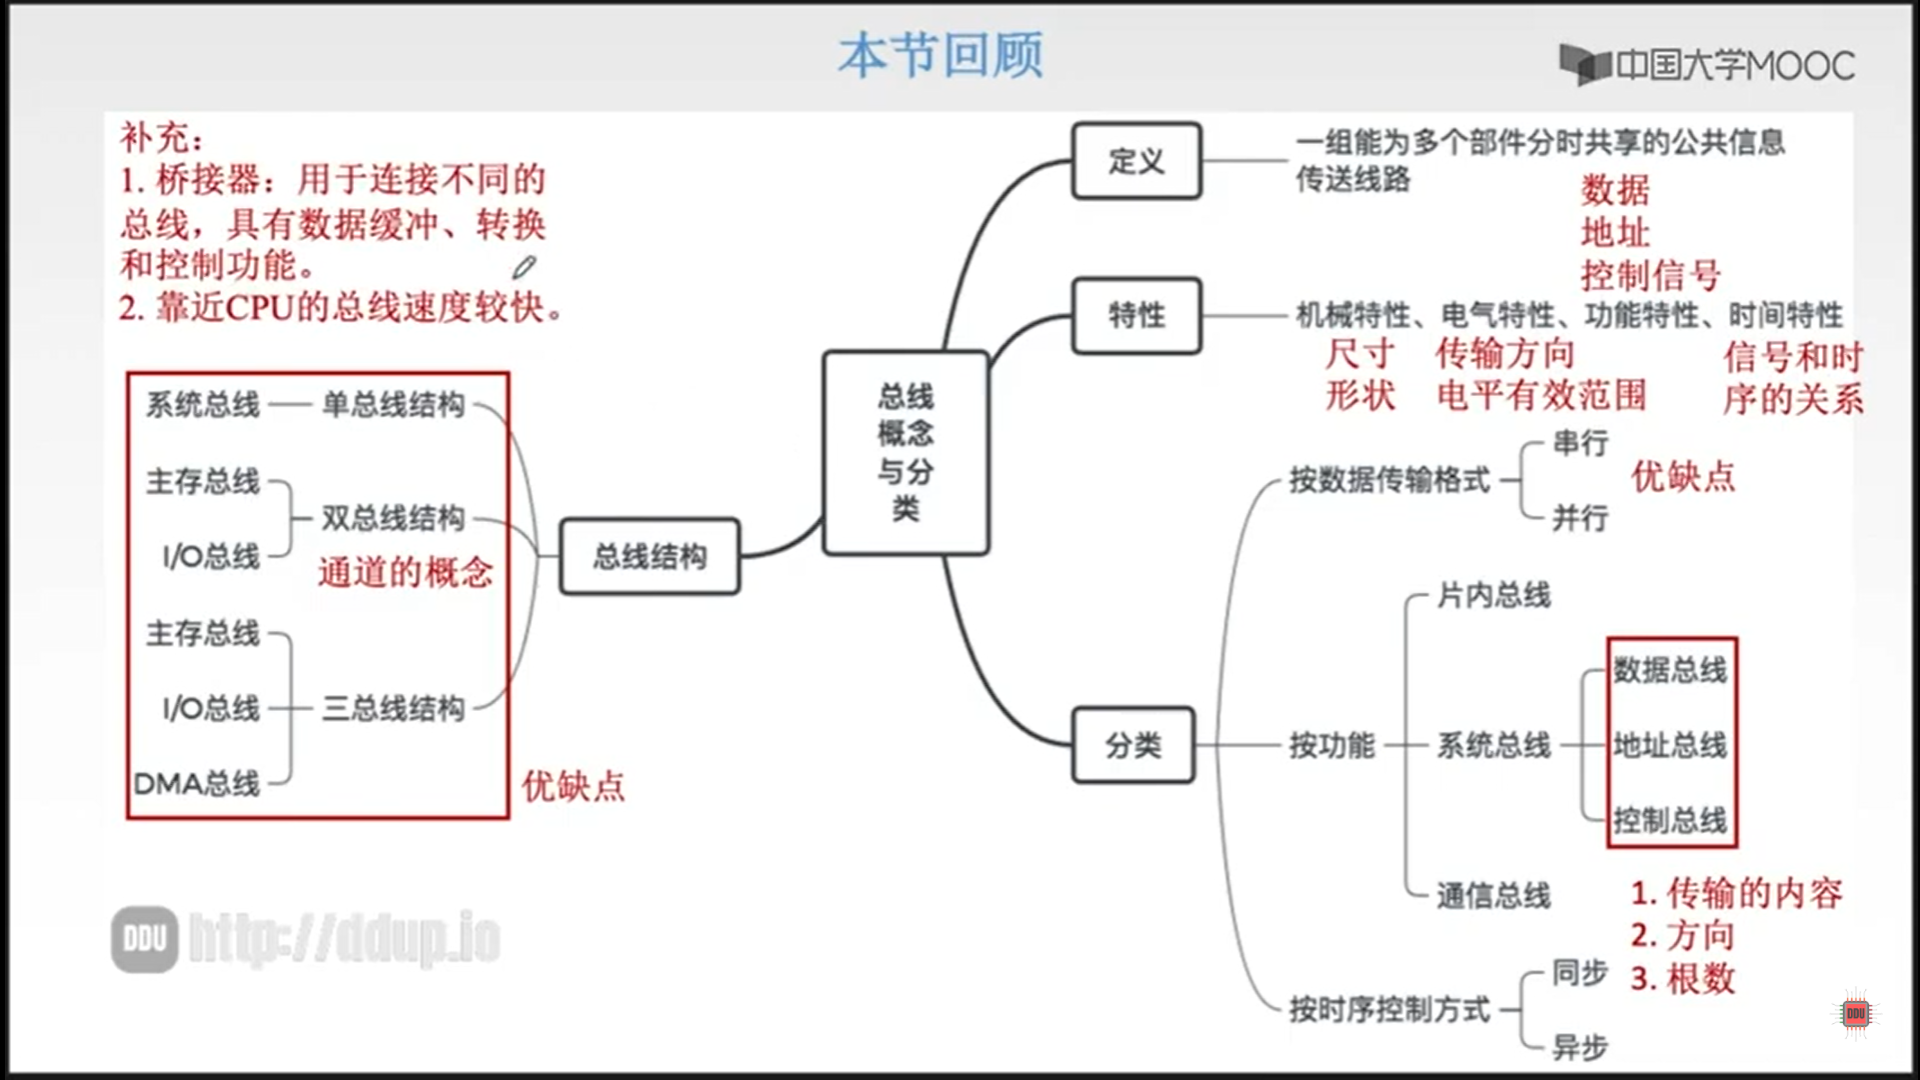 本节回顾
中国大学MOOC
补充：
1. 桥接器：用于连接不同的
总线，具有数据缓冲、转换
和控制功能。
2. 靠近CPU的总线速度较快。
系统总线
单总线结构
主存总线
双总线结构
I/O总线
通道的概念
主存总线
I/O总线
三总线结构
DMA总线
优缺点
总线结构
总线
概念
与分
类
定义
一组能为多个部件分时共享的公共信息
传送线路
数据
地址
控制信号
特性
机械特性、电气特性、功能特性、时间特性
尺寸
形状
传输方向
电平有效范围
信号和时
序的关系
分类
按数据传输格式
串行
并行
优缺点
按功能
片内总线
系统总线
数据总线
地址总线
控制总线
通信总线
1. 传输的内容
2. 方向
3. 根数
按时序控制方式
同步
异步
DDU http://ddup.io
DDU